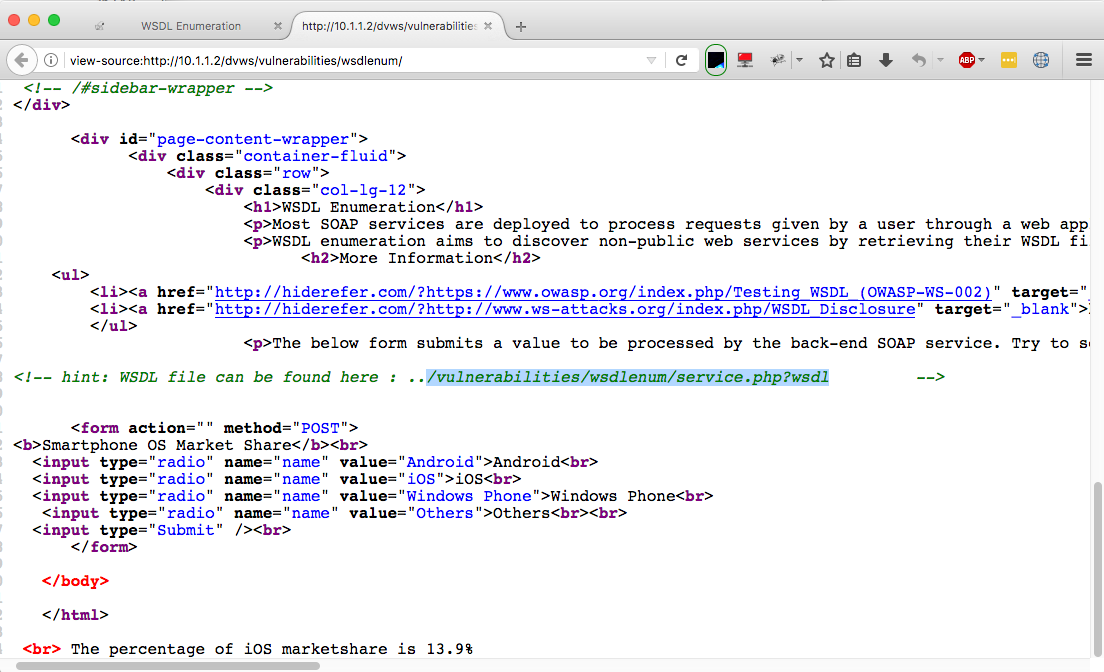 WSDL Enumeration
http://10.1.1.2/dvws/vulnerabilities
view-source:http://10.1.1.2/dvws/vulnerabilities/wsdlenum/
ABP
<!-- /#sidebar-wrapper -->
</div>
<div id="page-content-wrapper">
<div class="container-fluid">
<div class="row">
<div class="col-lg-12">
<h1>WSDL Enumeration</h1>
<p>Most SOAP services are deployed to process requests given by a user through a web app
<p>WSDL enumeration aims to discover non-public web services by retrieving their WSDL fi
<h2>More Information</h2>
<ul>
<li><a href="http://hiderefer.com/?https://www.owasp.org/index.php/Testing_WSDL_(OWASP-WS-002)" target="
<li><a href="http://hiderefer.com/?http://www.ws-attacks.org/index.php/WSDL_Disclosure" target="_blank">
</ul>
<p>The below form submits a value to be processed by the back-end SOAP service. Try to se
<!-- hint: WSDL file can be found here : ../vulnerabilities/wsdlenum/service.php?wsdl -->
<form action="" method="POST">
<b>Smartphone OS Market Share</b><br>
<input type="radio" name="name" value="Android">Android<br>
<input type="radio" name="name" value="iOS">iOS<br>
<input type="radio" name="name" value="Windows Phone">Windows Phone<br>
<input type="radio" name="name" value="Others">Others<br><br>
<input type="Submit" /><br>
</form>
</body>
</html>
<br> The percentage of iOS marketshare is 13.9%